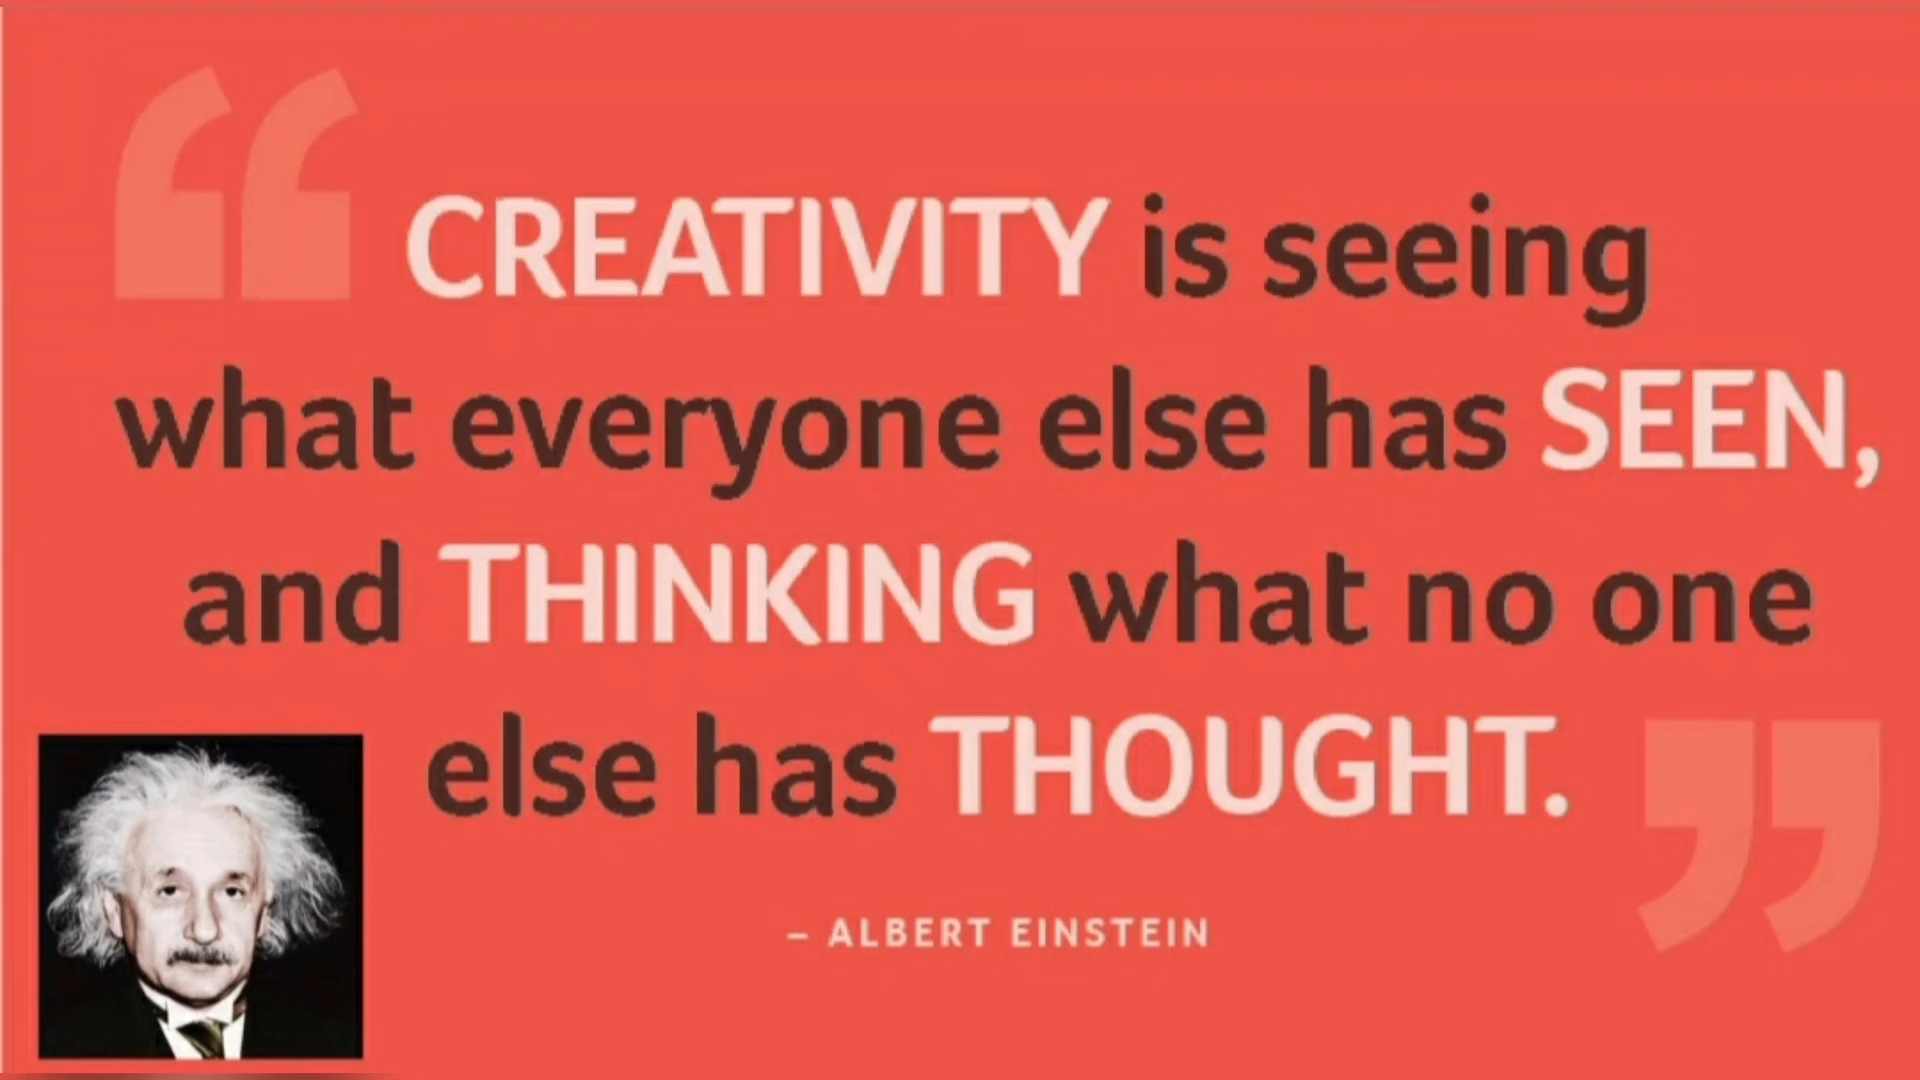 “ CREATIVITY is seeing
what everyone else has SEEN,
and THINKING what no one
else has THOUGHT. ”
– ALBERT EINSTEIN